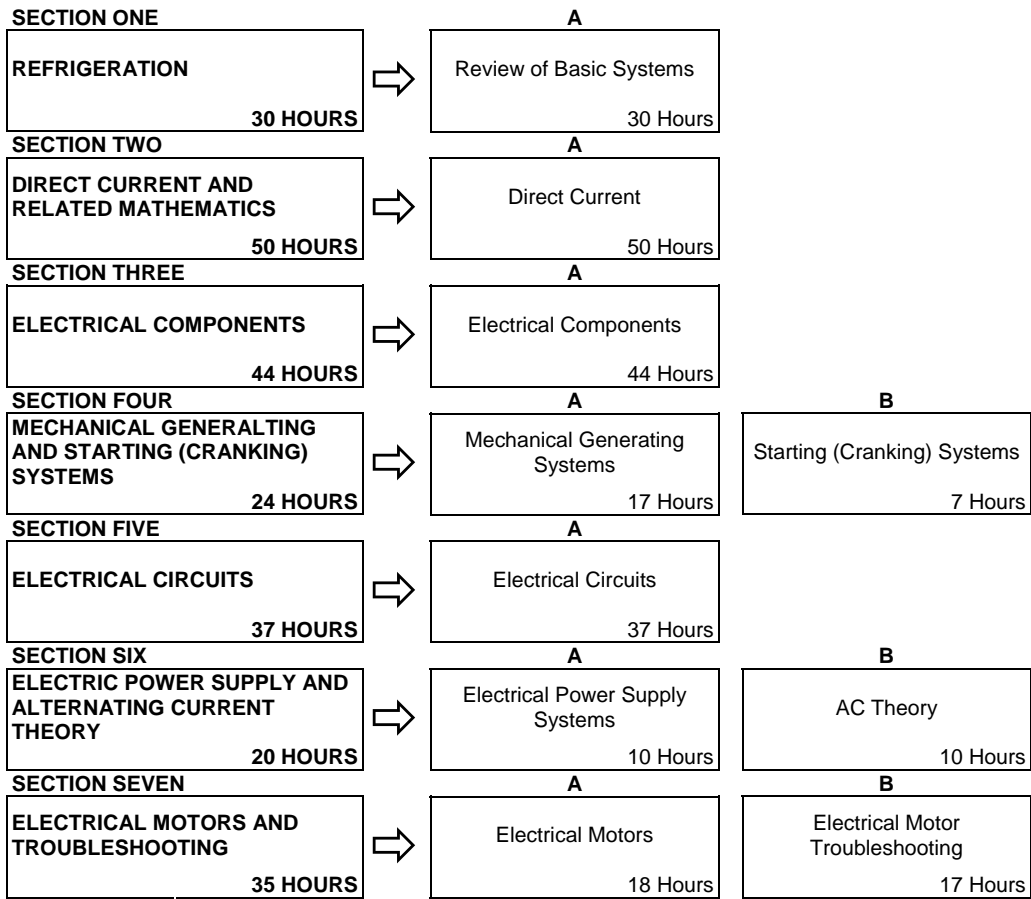 SECTION ONE
A
REFRIGERATION
30 HOURS
Review of Basic Systems
30 Hours
SECTION TWO
A
DIRECT CURRENT AND
RELATED MATHEMATICS
50 HOURS
Direct Current
50 Hours
SECTION THREE
A
ELECTRICAL COMPONENTS
44 HOURS
Electrical Components
44 Hours
SECTION FOUR
A
B
MECHANICAL GENERALTING
AND STARTING (CRANKING)
SYSTEMS
24 HOURS
Mechanical Generating
Systems
17 Hours
Starting (Cranking) Systems
7 Hours
SECTION FIVE
A
ELECTRICAL CIRCUITS
37 HOURS
Electrical Circuits
37 Hours
SECTION SIX
A
B
ELECTRIC POWER SUPPLY AND
ALTERNATING CURRENT
THEORY
20 HOURS
Electrical Power Supply
Systems
10 Hours
AC Theory
10 Hours
SECTION SEVEN
A
B
ELECTRICAL MOTORS AND
TROUBLESHOOTING
35 HOURS
Electrical Motors
18 Hours
Electrical Motor
Troubleshooting
17 Hours